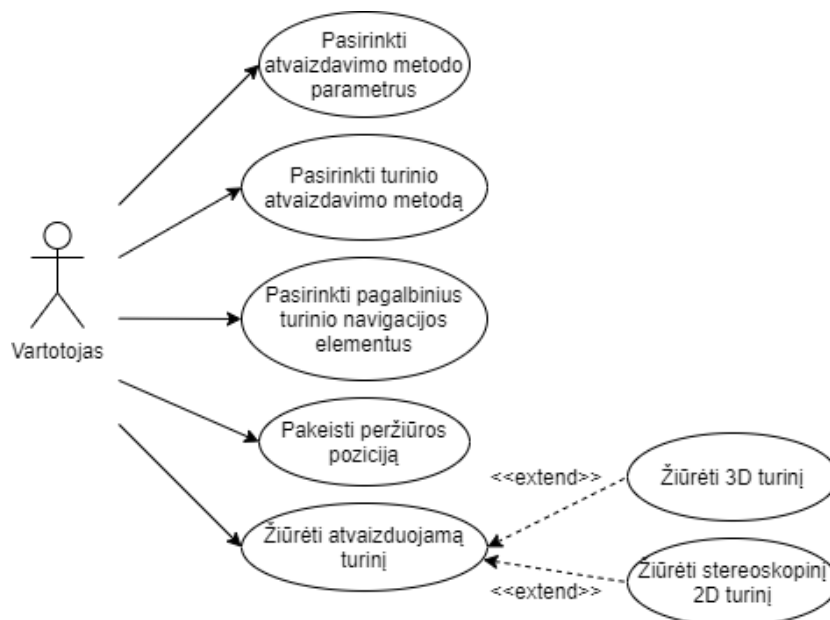 Pasirinkti
atvaizdavimo metodo
parametrus
Pasirinkti turinio
atvaizdavimo metodą
Pasirinkti pagalbinius
turinio navigacijos
elementus
Vartotojas
Pakeisti peržiūros
poziciją
<<extend>>
Žiūrėti 3D turinį
Žiūrėti atvaizduojamą
turinį
Žiūrėti stereoskopinį
2D turinį
<<extend>>